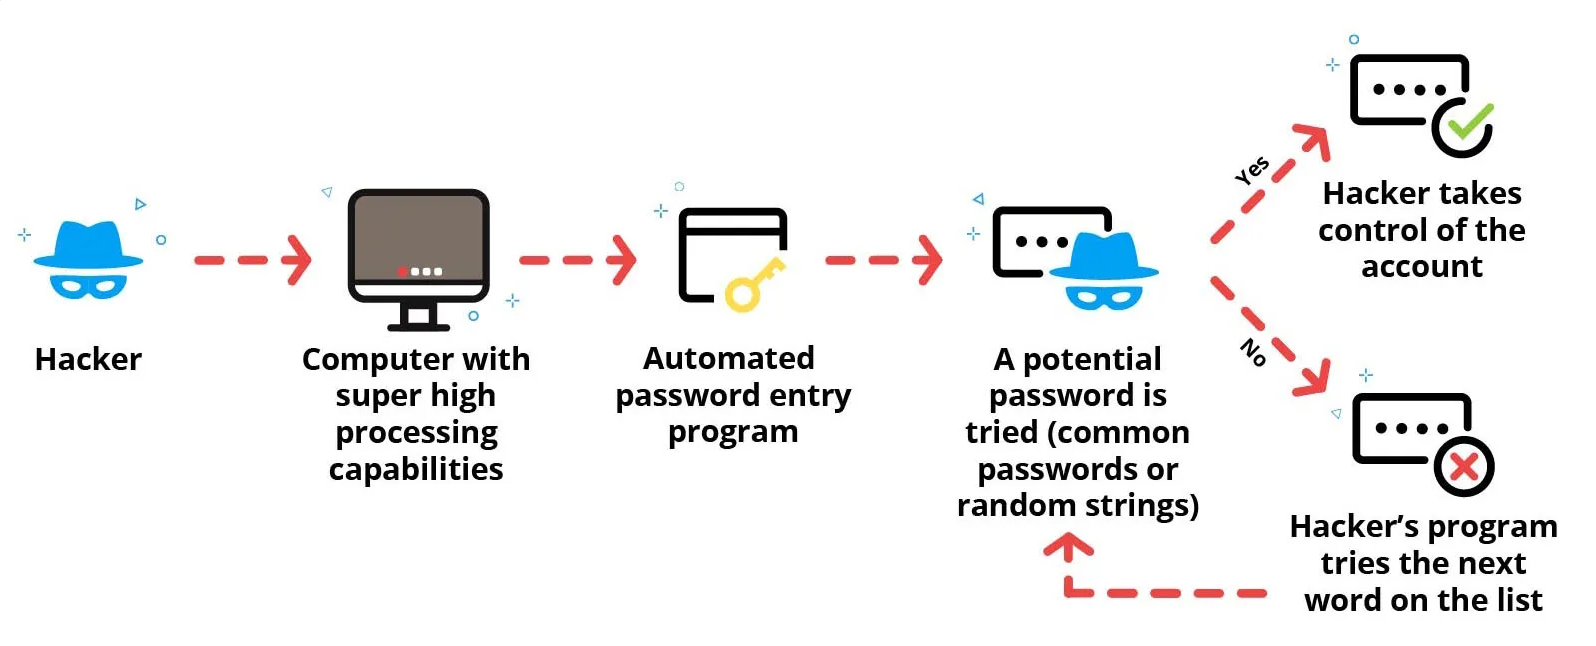 Hacker
Computer with
super high
processing
capabilities
Automated
password entry
program
A potential
password is
tried (common
passwords or
random strings)
Yes
Hacker takes
control of the
account
No
Hacker’s program
tries the next
word on the list